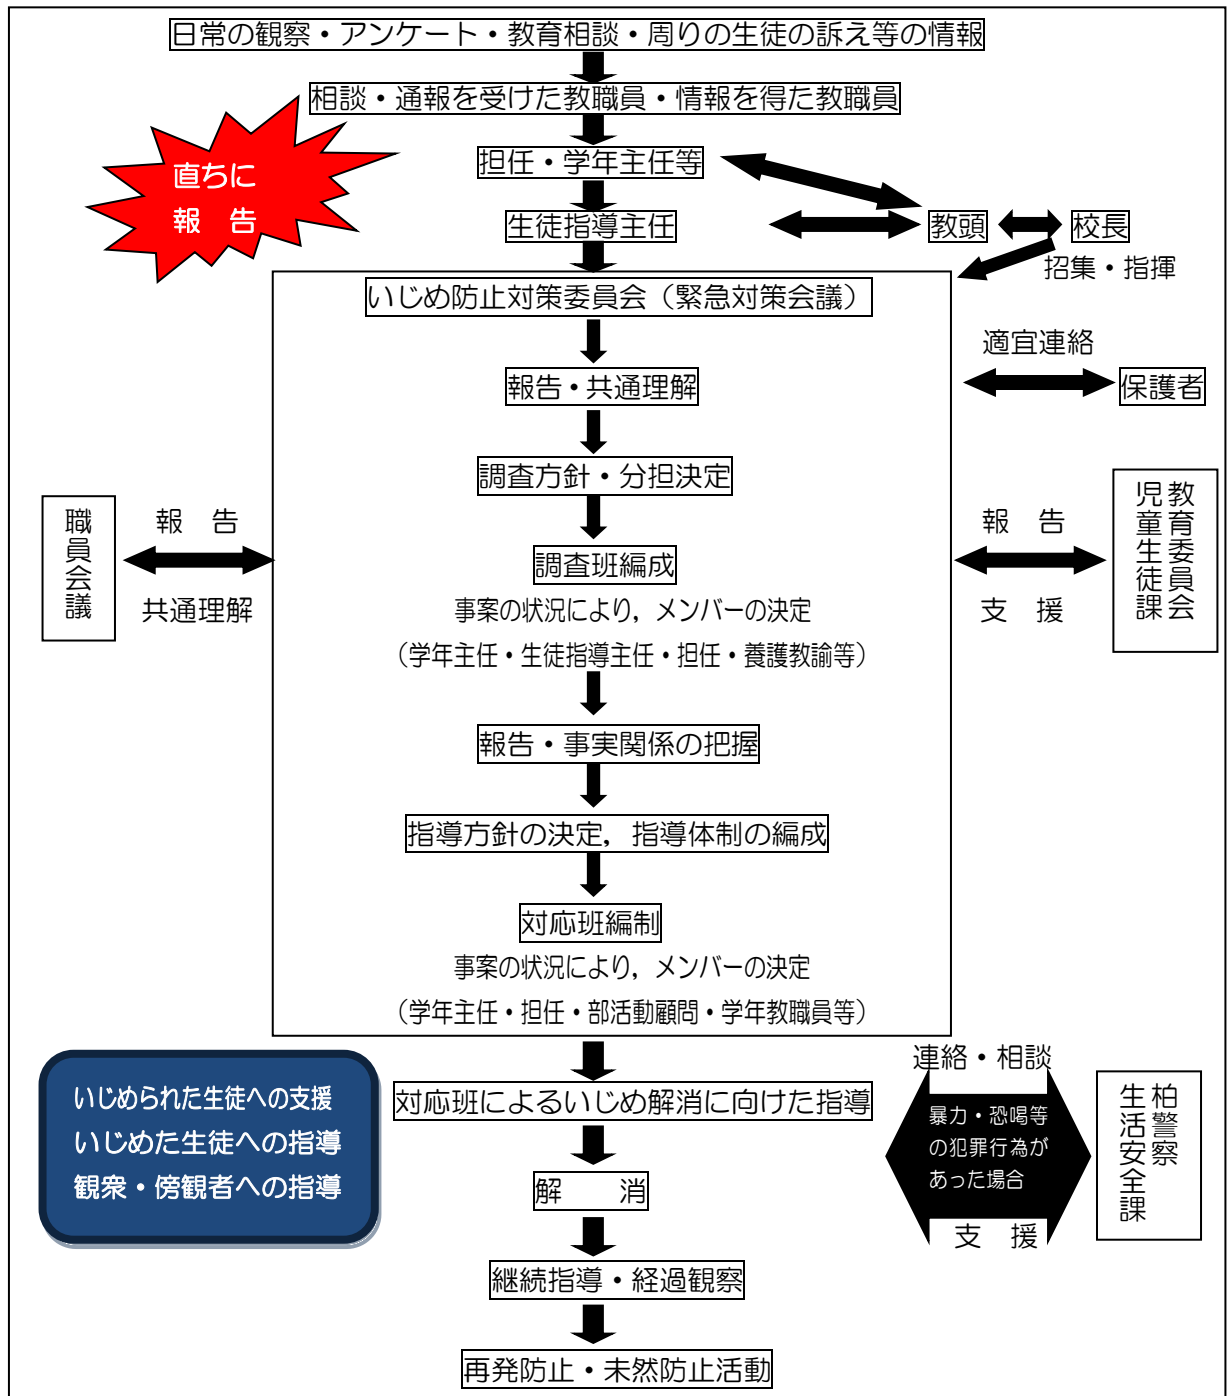 日常の観察・アンケート・教育相談・周りの生徒の訴え等の情報
相談・通報を受けた教職員・情報を得た教職員
直ちに
報　告
担任・学年主任等
生徒指導主任
教頭
校長
招集・指揮
いじめ防止対策委員会（緊急対策会議）
適宜連絡
保護者
報告・共通理解
調査方針・分担決定
職員会議
報　告
共通理解
調査班編成
事案の状況により，メンバーの決定
（学年主任・生徒指導主任・担任・養護教諭等）
報　告
支　援
教育委員会
児童生徒課
報告・事実関係の把握
指導方針の決定，指導体制の編成
対応班編制
事案の状況により，メンバーの決定
（学年主任・担任・部活動顧問・学年教職員等）
いじめられた生徒への支援
いじめた生徒への指導
観衆・傍観者への指導
対応班によるいじめ解消に向けた指導
連絡・相談
暴力・恐喝等
の犯罪行為が
あった場合
支　援
柏警察
生活安全課
解　　消
継続指導・経過観察
再発防止・未然防止活動